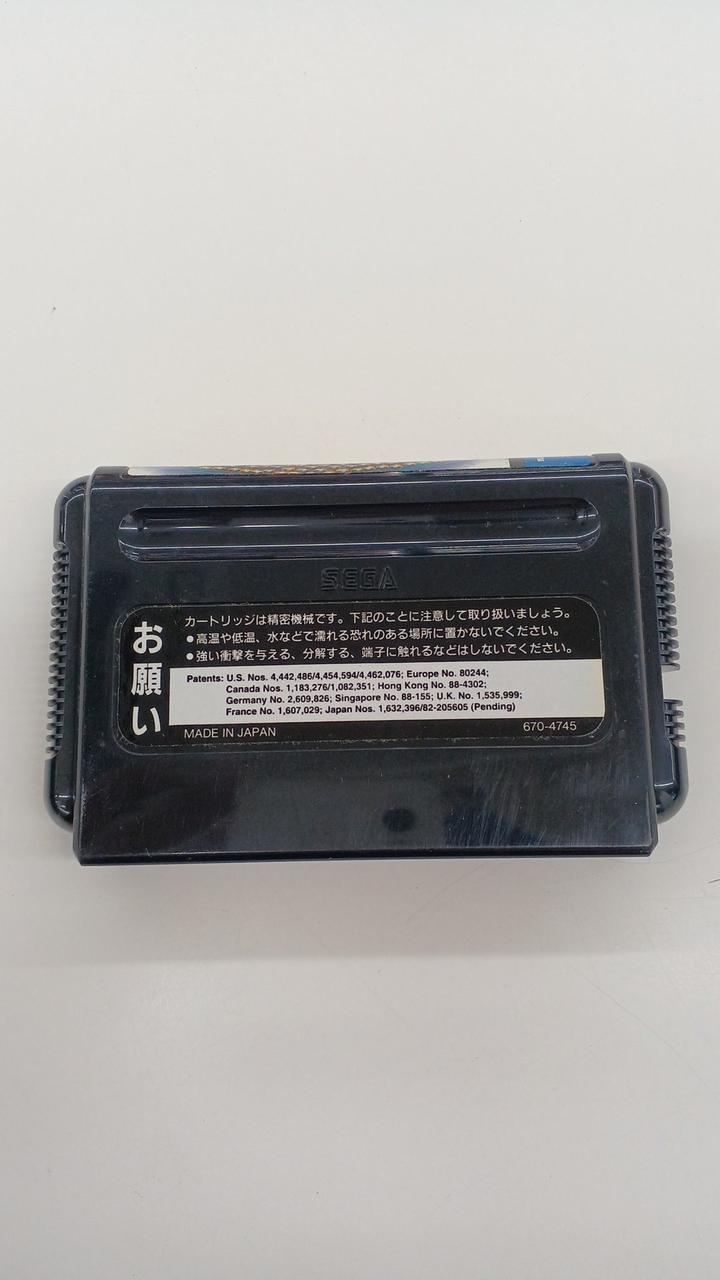 SEGA
お願い
カートリッジは精密機械です。下記のことに注意して取り扱いましょう。
●高温や低温、水などで濡れる恐れのある場所に置かないでください。
●強い衝撃を与える、分解する、端子に触れるなどはしないでください。
Patents: U.S. Nos. 4,442,486/4,454,594/4,462,076; Europe No. 80244;
Canada Nos. 1,183,276/1,082,351; Hong Kong No. 88-4302;
Germany No. 2,609,826; Singapore No. 88-155; U.K. No. 1,535,999;
France No. 1,607,029; Japan Nos. 1,632,396/82-205605 (Pending)
MADE IN JAPAN 670-4745